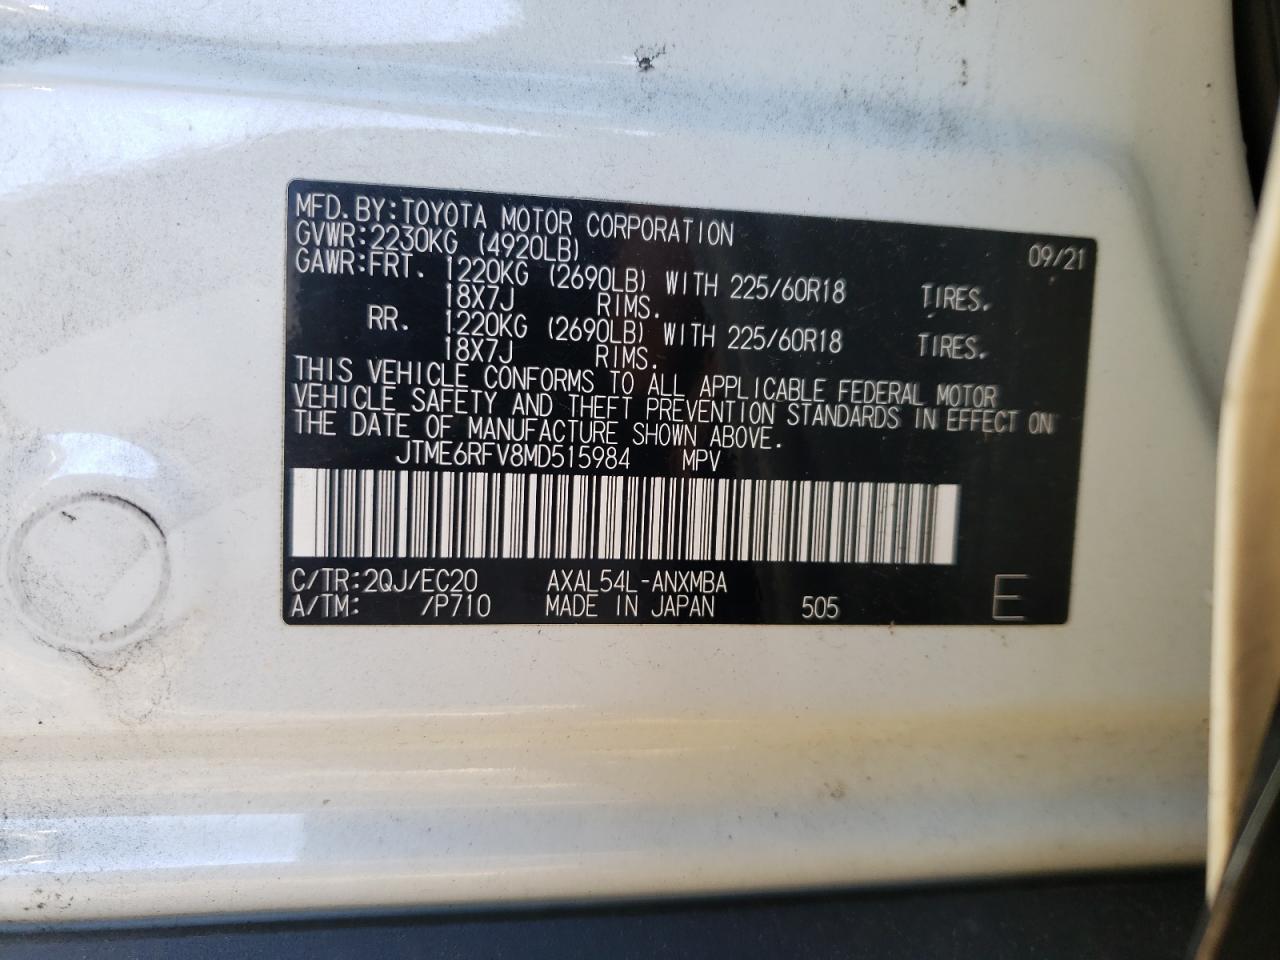 MFD.BY:TOYOTA MOTOR CORPORATION 09/21
GVWR:2230KG (4920LB)
GAWR:FRT. 1220KG (2690LB) WITH 225/60R18 TIRES.
18X7J RIMS.
RR. 1220KG (2690LB) WITH 225/60R18 TIRES.
18X7J RIMS.
THIS VEHICLE CONFORMS TO ALL APPLICABLE FEDERAL MOTOR
VEHICLE SAFETY AND THEFT PREVENTION STANDARDS IN EFFECT ON
THE DATE OF MANUFACTURE SHOWN ABOVE.
JTME6RFV8MD515984 MPV
C/TR:2QJ/EC20 AXAL54L-ANXMBA
A/TM: /P710 MADE IN JAPAN 505 E